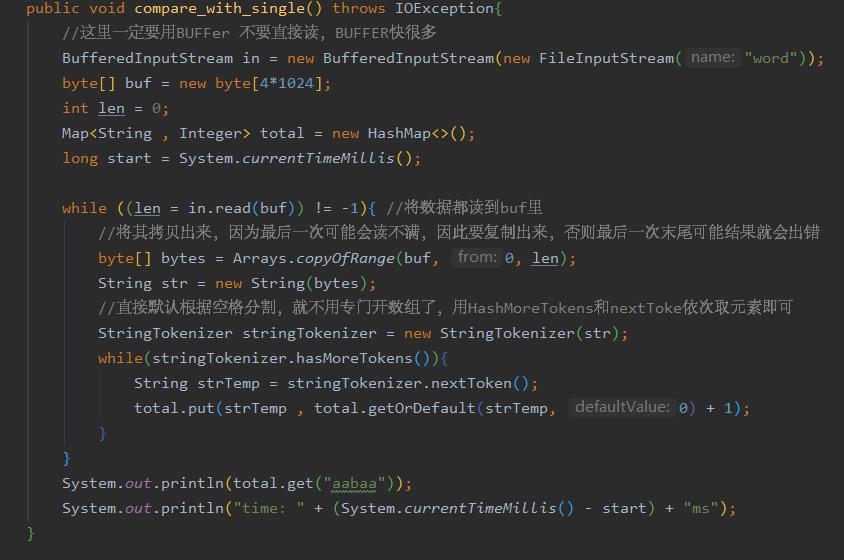 public void compare_with_single() throws IOException{
//这里一定要用BUFFer 不要直接读，BUFFER快很多
BufferedInputStream in = new BufferedInputStream(new FileInputStream( name: "word"));
byte[] buf = new byte[4*1024];
int len = 0;
Map<String , Integer> total = new HashMap<>();
long start = System.currentTimeMillis();
while ((len = in.read(buf)) != -1){ //将数据都读到buf里
//将其拷贝出来，因为最后一次可能会读不满，因此要复制出来，否则最后一次末尾可能结果就会出错
byte[] bytes = Arrays.copyOfRange(buf, from: 0, len);
String str = new String(bytes);
//直接默认根据空格分割，就不用专门开数组了，用HashMoreTokens和nextToke依次取元素即可
StringTokenizer stringTokenizer = new StringTokenizer(str);
while(stringTokenizer.hasMoreTokens()){
String strTemp = stringTokenizer.nextToken();
total.put(strTemp , total.getOrDefault(strTemp, defaultValue: 0) + 1);
}
}
System.out.println(total.get("aabaa"));
System.out.println("time: " + (System.currentTimeMillis() - start) + "ms");
}